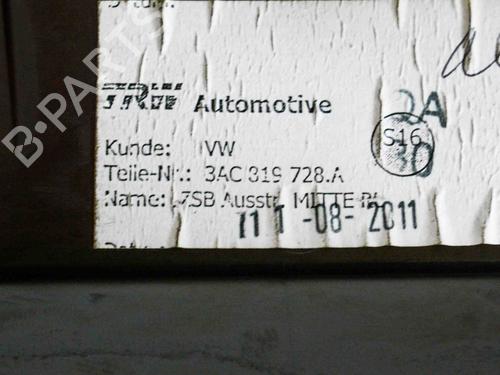 TRW Automotive
Kunde: VW
Teile-Nr.: 3AC 819 728.A
Name: ZSB Ausstr. MITTE
11-08-2011
2A
S16
30
B-PARTS